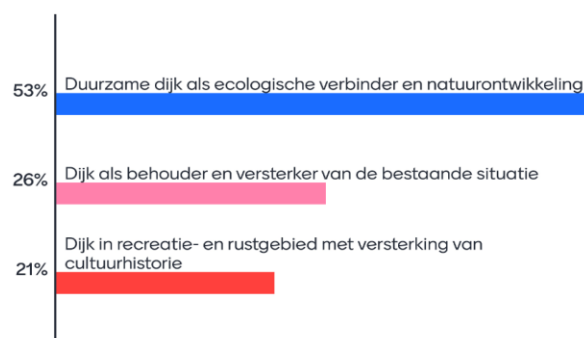 53%
Duurzame dijk als ecologische verbinder en natuurontwikkeling
26%
Dijk als behouder en versterker van de bestaande situatie
21%
Dijk in recreatie- en rustgebied met versterking van
cultuurhistorie